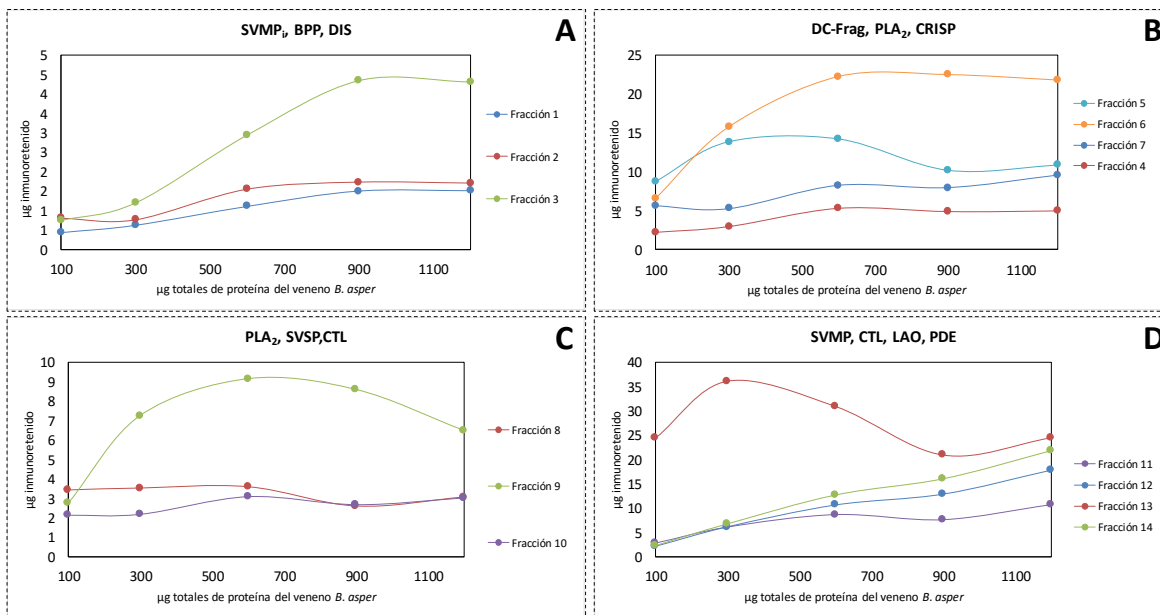 SVMPi, BPP, DIS
A
µg inmunoretenido
5
5
4
4
3
3
2
2
1
1
0
100 300 500 700 900 1100
µg totales de proteína del veneno B. asper
Fracción 1
Fracción 2
Fracción 3
DC-Frag, PLA2, CRISP
B
µg inmunoretenido
25
20
15
10
5
0
100 300 500 700 900 1100
µg totales de proteína del veneno B. asper
Fracción 5
Fracción 6
Fracción 7
Fracción 4
PLA2, SVSP,CTL
C
µg inmunoretenido
10
9
8
7
6
5
4
3
2
1
0
100 300 500 700 900 1100
µg totales de proteína del veneno B. asper
Fracción 8
Fracción 9
Fracción 10
SVMP, CTL, LAO, PDE
D
µg inmunoretenido
40
35
30
25
20
15
10
5
0
100 300 500 700 900 1100
µg totales de proteína del veneno B. asper
Fracción 11
Fracción 12
Fracción 13
Fracción 14